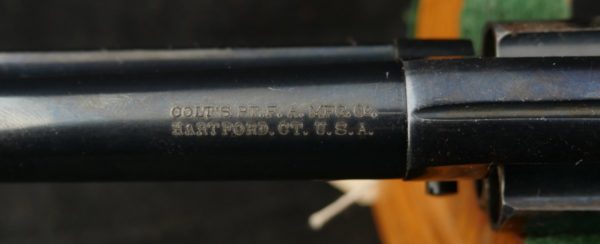 COLT'S PT. F. A. MFG. Co.
HARTFORD, CT. U.S.A.